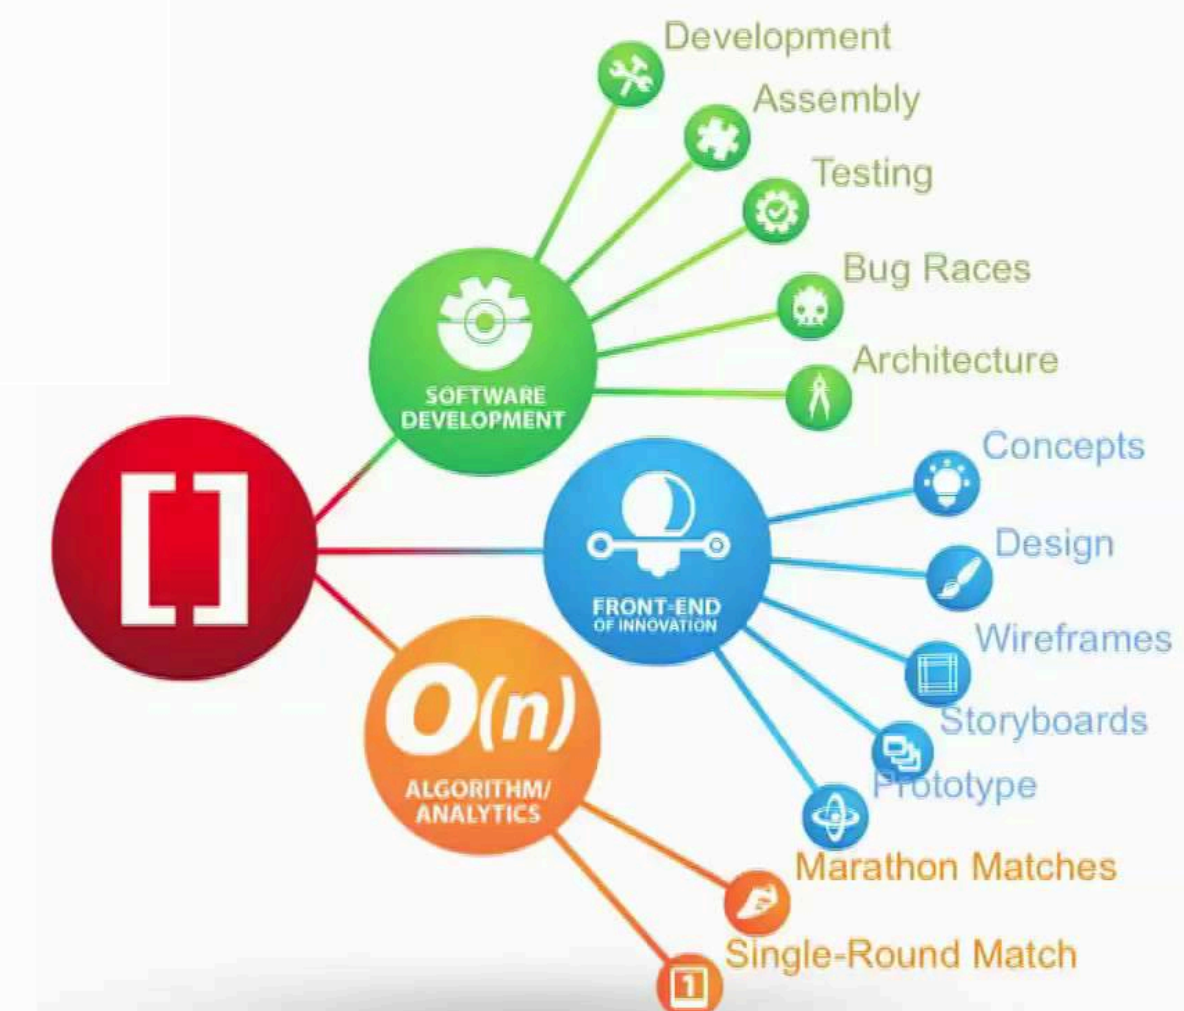 Development
Assembly
Testing
Bug Races
Architecture
SOFTWARE
DEVELOPMENT
[ ]
Concepts
Design
Wireframes
Storyboards
Prototype
FRONT-END
OF INNOVATION
O(n)
ALGORITHM/
ANALYTICS
Marathon Matches
Single-Round Match
1